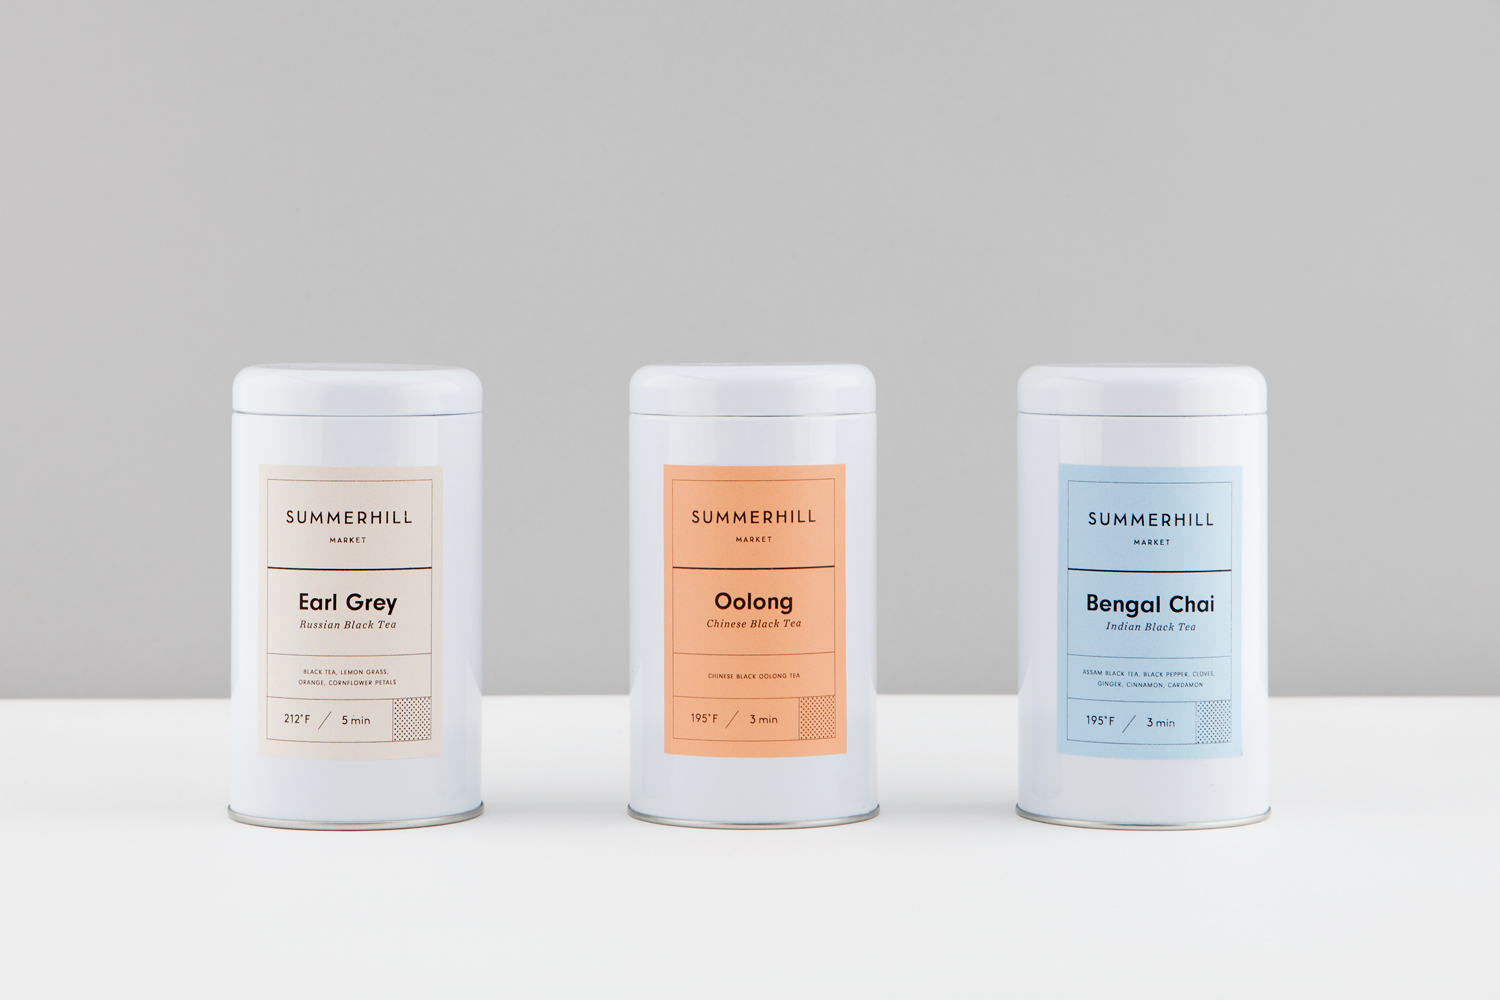 SUMMERHILL
MARKET
Earl Grey
Russian Black Tea
BLACK TEA, LEMON GRASS,
ORANGE, CORNFLOWER PETALS
212°F / 5 min
SUMMERHILL
MARKET
Oolong
Chinese Black Tea
CHINESE BLACK OOLONG TEA
195°F / 3 min
SUMMERHILL
MARKET
Bengal Chai
Indian Black Tea
ASSAM BLACK TEA, BLACK PEPPER, CLOVES,
GINGER, CINNAMON, CARDAMON
195°F / 3 min